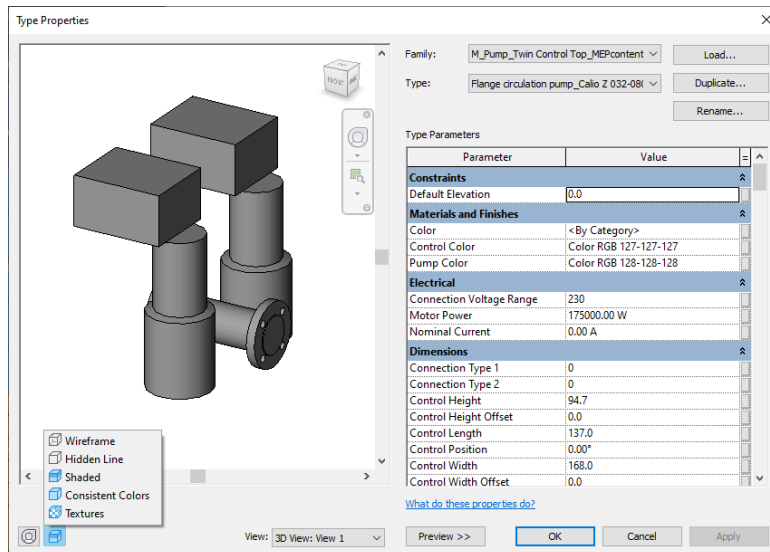 Type Properties
Family: M_Pump_Twin Control Top_MEPcontent Load...
Type: Flange circulation pump_Calio Z 032-08( Duplicate...
Rename...
Type Parameters
Parameter Value =
Constraints
Default Elevation 0.0
Materials and Finishes
Color <By Category>
Control Color Color RGB 127-127-127
Pump Color Color RGB 128-128-128
Electrical
Connection Voltage Range 230
Motor Power 175000.00 W
Nominal Current 0.00 A
Dimensions
Connection Type 1 0
Connection Type 2 0
Control Height 94.7
Control Height Offset 0.0
Control Length 137.0
Control Position 0.00°
Control Width 168.0
Control Width Offset 0.0
What do these properties do?
FRONT
Wireframe
Hidden Line
Shaded
Consistent Colors
Textures
View: 3D View: View 1
Preview >> OK Cancel Apply